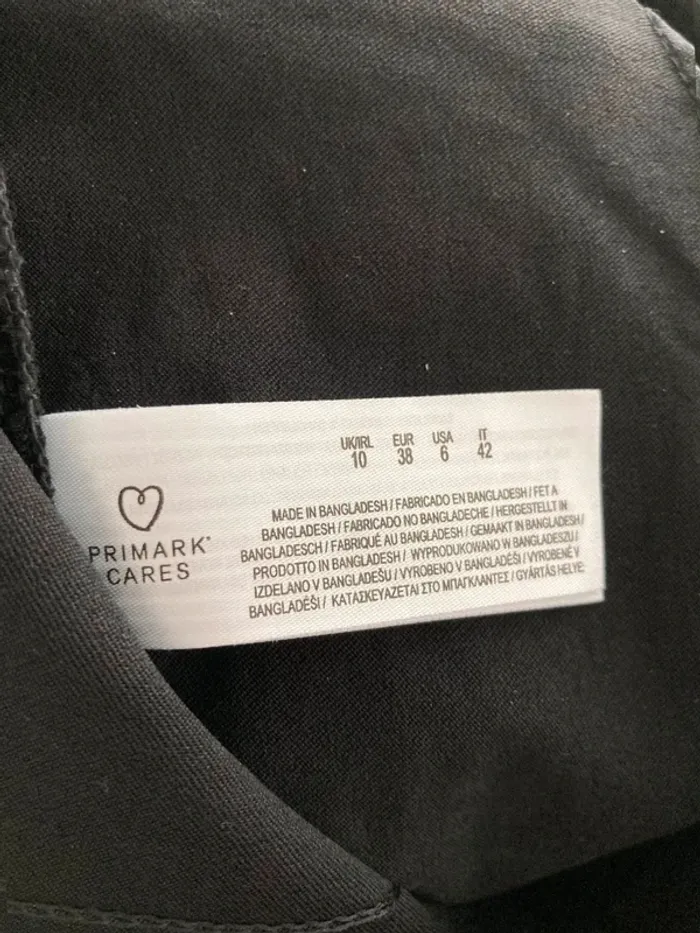 UK/IRL EUR USA IT
10 38 6 42
PRIMARK®
CARES
MADE IN BANGLADESH / FABRICADO EN BANGLADESH / FET A
BANGLADESH / FABRICADO NO BANGLADECHE / HERGESTELLT IN
BANGLADESCH / FABRIQUÉ AU BANGLADESH / GEMAAKT IN BANGLADESH /
PRODOTTO IN BANGLADESH / WYPRODUKOWANO W BANGLADESZU /
IZDELANO V BANGLADEŠU / VYROBENO V BANGLADÉŠI / VYROBENÉ V
BANGLADÉŠI / ΚΑΤΑΣΚΕΥΑΖΕΤΑΙ ΣΤΟ ΜΠΑΓΚΛΑΝΤΕΣ / GYÁRTÁS HELYE: